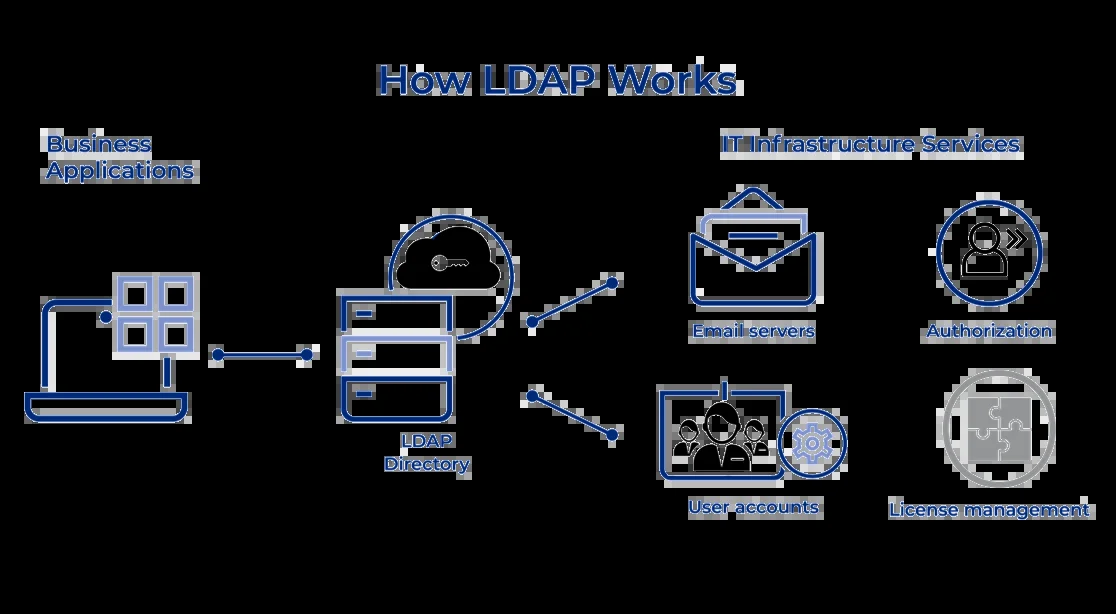 How LDAP Works
Business
Applications
IT Infrastructure Services
Email servers
Authorization
LDAP
Directory
User accounts
License management